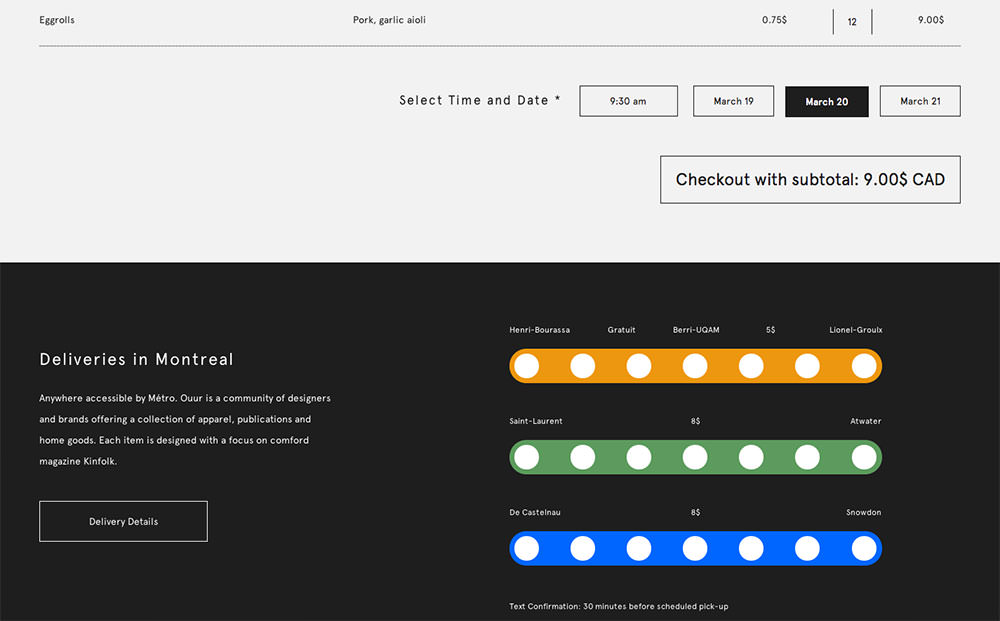 Eggrolls Pork, garlic aioli 0.75$ 12 9.00$
Select Time and Date * 9:30 am March 19 March 20 March 21
Checkout with subtotal: 9.00$ CAD
Deliveries in Montreal
Anywhere accessible by Métro. Ouur is a community of designers
and brands offering a collection of apparel, publications and
home goods. Each item is designed with a focus on comford
magazine Kinfolk.
Delivery Details
Henri-Bourassa Gratuit Berri-UQAM 5$ Lionel-Groulx
Saint-Laurent 8$ Atwater
De Castelnau 8$ Snowdon
Text Confirmation: 30 minutes before scheduled pick-up